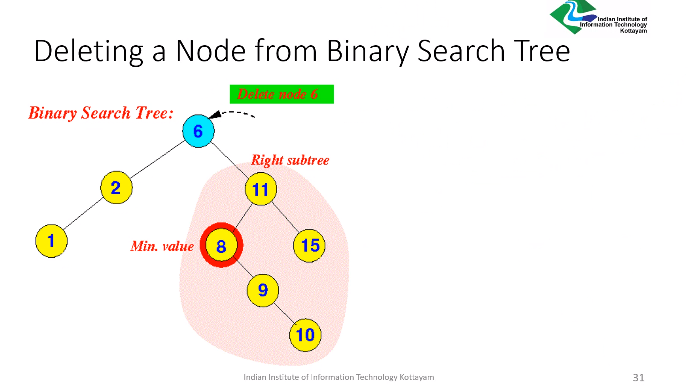 Indian Institute of
Information Technology
Kottayam
Deleting a Node from Binary Search Tree
Delete node 6
Binary Search Tree:
6
Right subtree
2
11
1
Min. value
8
15
9
10
Indian Institute of Information Technology Kottayam
31